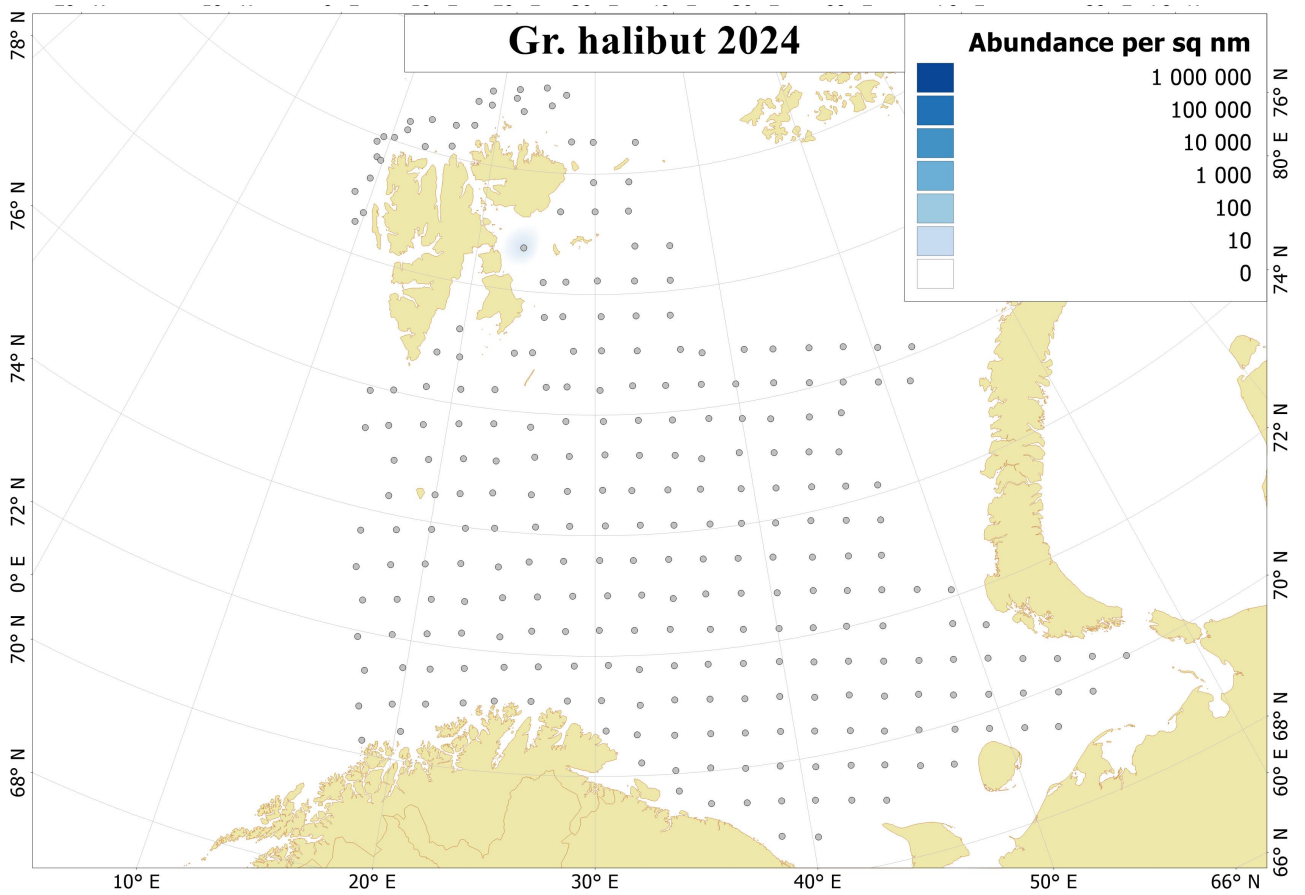 Gr. halibut 2024
Abundance per sq nm
1 000 000
100 000
10 000
1 000
100
10
0
78° N
76° N
74° N
72° N
0° E
70° N
68° N
76° N
80° E
74° N
72° N
70° N
68° N
60° E
66° N
10° E
20° E
30° E
40° E
50° E
66° N